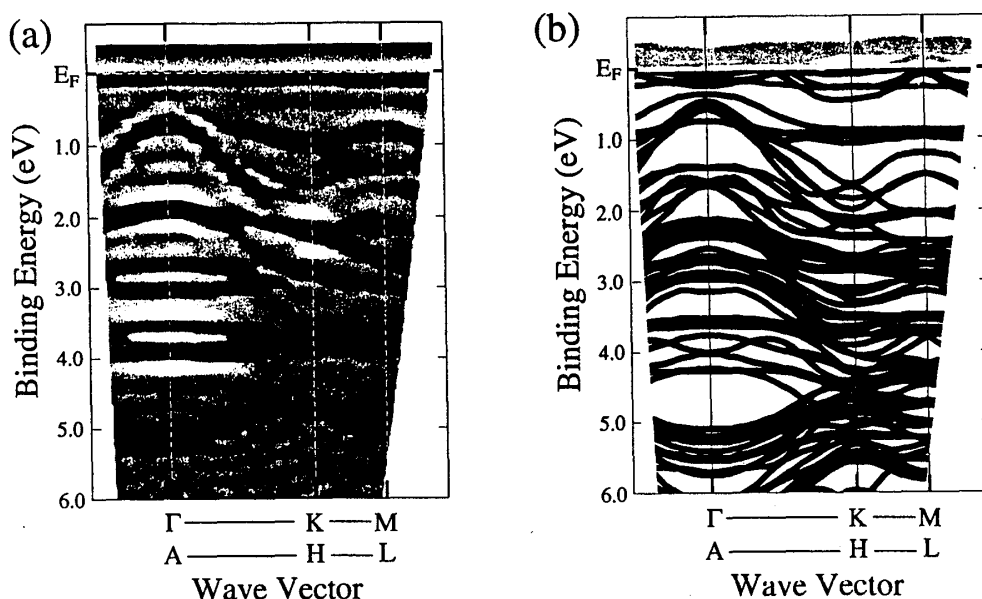 (a)
E_F
1.0
2.0
3.0
4.0
5.0
6.0
Binding Energy (eV)
Γ K M
A H L
Wave Vector
(b)
E_F
1.0
2.0
3.0
4.0
5.0
6.0
Binding Energy (eV)
Γ K M
A H L
Wave Vector